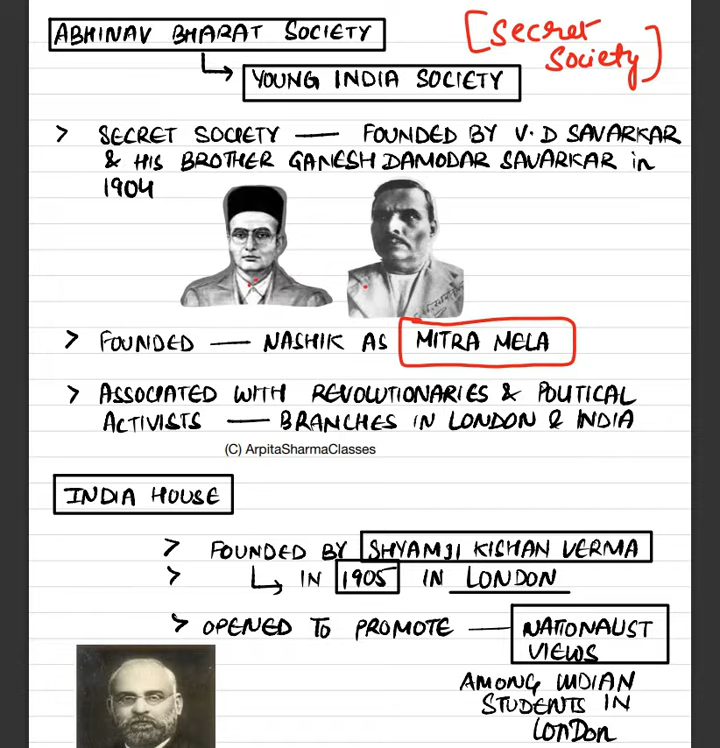 ABHINAV BHARAT SOCIETY
[Secret
Society]
YOUNG INDIA SOCIETY
> SECRET SOCIETY — FOUNDED BY V.D SAVARKAR
& HIS BROTHER GANESH DAMODAR SAVARKAR in
1904
> FOUNDED — NASHIK AS MITRA MELA
> ASSOCIATED WITH REVOLUTIONARIES & POLITICAL
ACTIVISTS — BRANCHES IN LONDON & INDIA
(C) ArpitaSharmaClasses
INDIA HOUSE
> FOUNDED BY SHYAMJI KISHAN VERMA
> IN 1905 IN LONDON
> OPENED TO PROMOTE — NATIONALIST
VIEWS
AMONG INDIAN
STUDENTS IN
LONDON